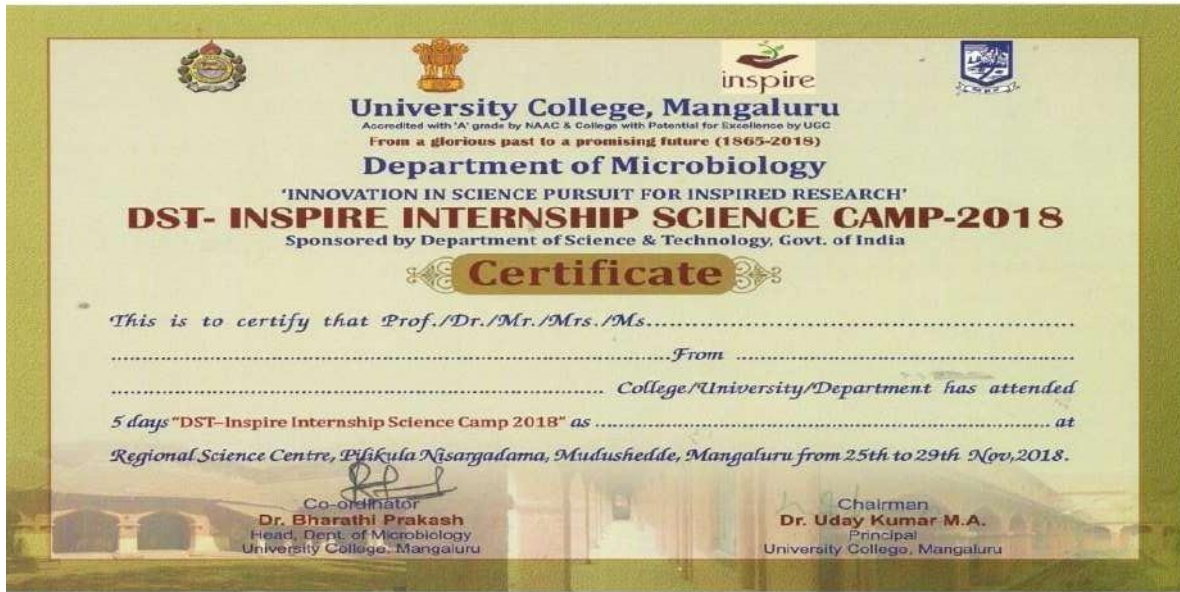 inspire
University College, Mangaluru
Accredited with 'A' grade by NAAC & College with Potential for Excellence by UGC
From a glorious past to a promising future (1865-2018)
Department of Microbiology
'INNOVATION IN SCIENCE PURSUIT FOR INSPIRED RESEARCH'
DST- INSPIRE INTERNSHIP SCIENCE CAMP-2018
Sponsored by Department of Science & Technology, Govt. of India
Certificate
This is to certify that Prof./Dr./Mr./Mrs./Ms..........................................................
.....................................................................................From ....................................................
........................................................................... College/University/Department has attended
5 days "DST–Inspire Internship Science Camp 2018" as .......................................................................... at
Regional Science Centre, Pilikula Nisargadama, Mudushedde, Mangaluru from 25th to 29th Nov,2018.
Co-ordinator
Dr. Bharathi Prakash
Head, Dept. of Microbiology
University College, Mangaluru
Chairman
Dr. Uday Kumar M.A.
Principal
University College, Mangaluru